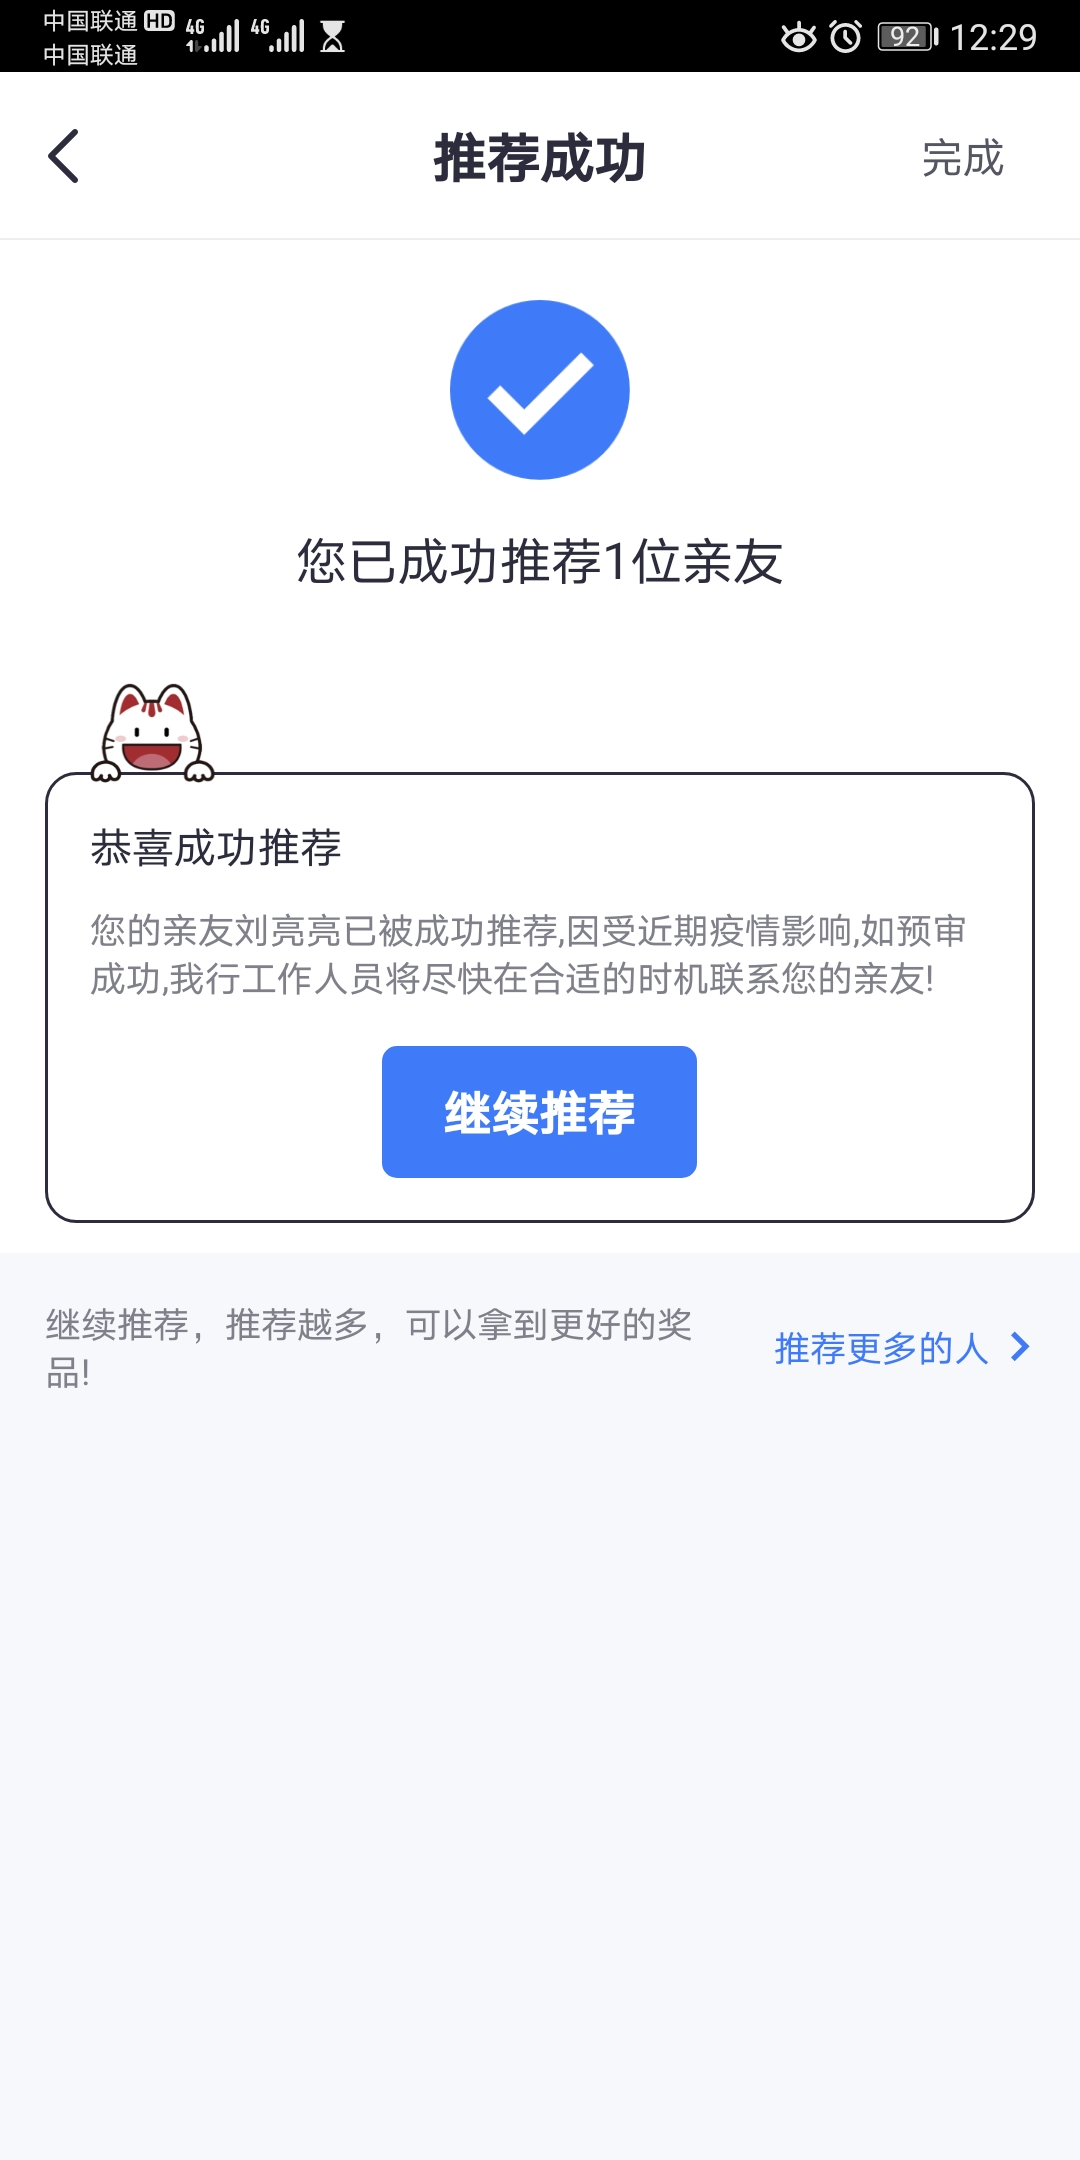 中国联通 HD 4G 4G 92 12:29
中国联通
推荐成功 完成
您已成功推荐1位亲友
恭喜成功推荐
您的亲友刘亮亮已被成功推荐,因受近期疫情影响,如预审
成功,我行工作人员将尽快在合适的时机联系您的亲友!
继续推荐
继续推荐，推荐越多，可以拿到更好的奖
品!
推荐更多的人